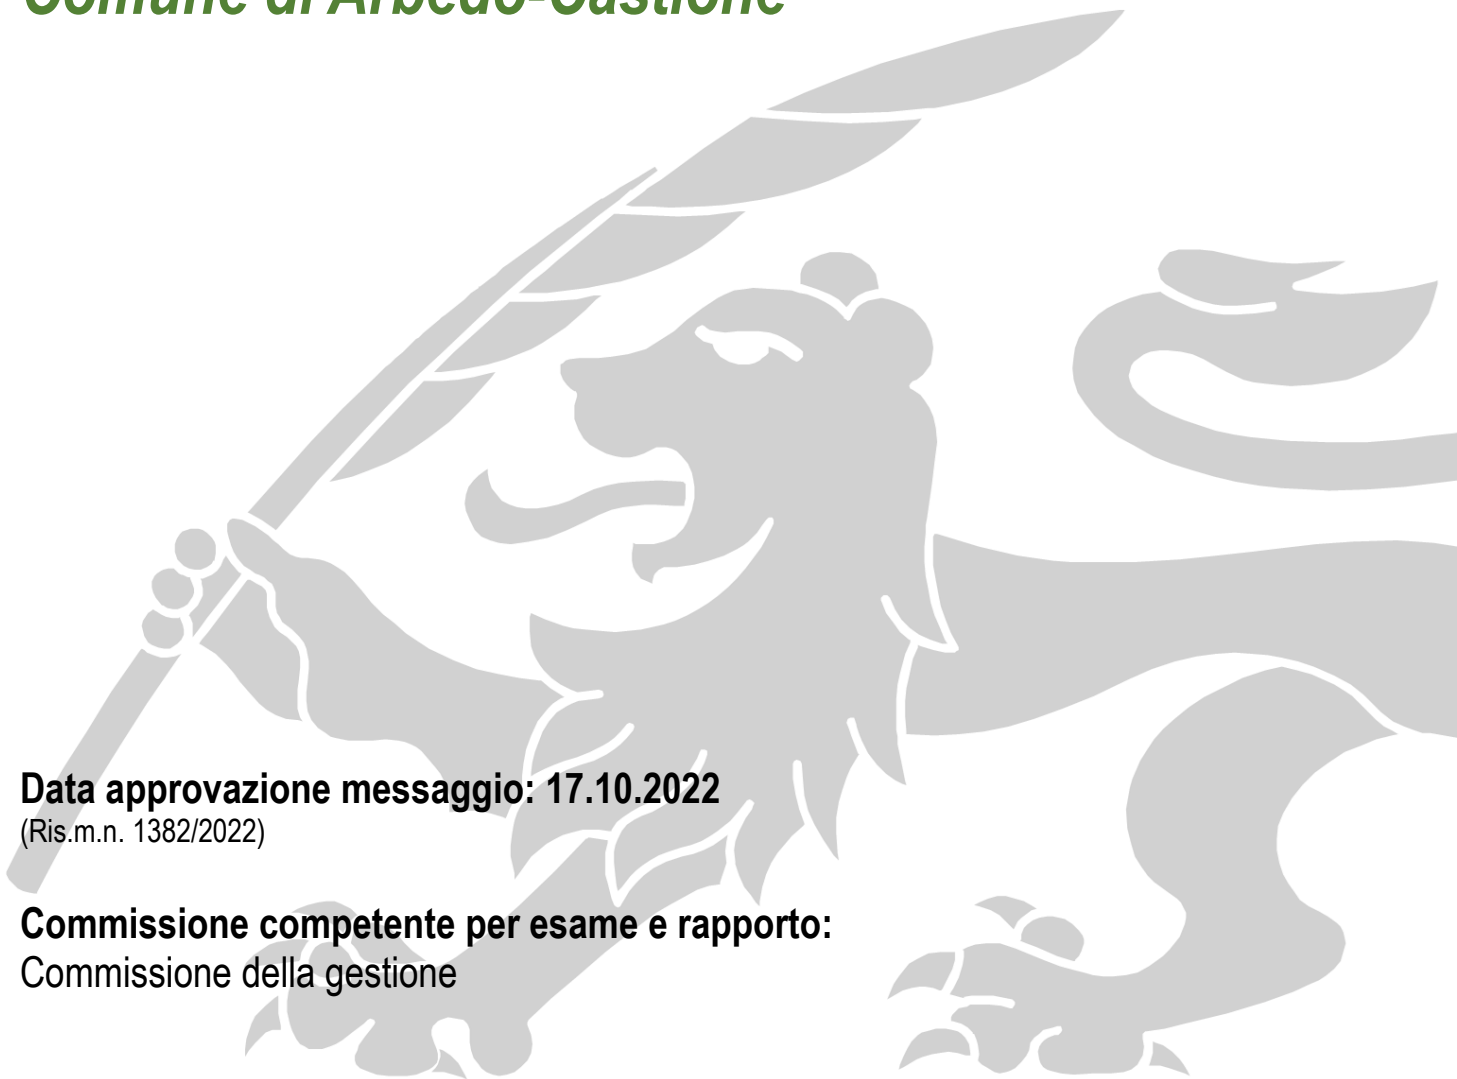 Comune di Arbedo-Castione
Data approvazione messaggio: 17.10.2022
(Ris.m.n. 1382/2022)
Commissione competente per esame e rapporto:
Commissione della gestione